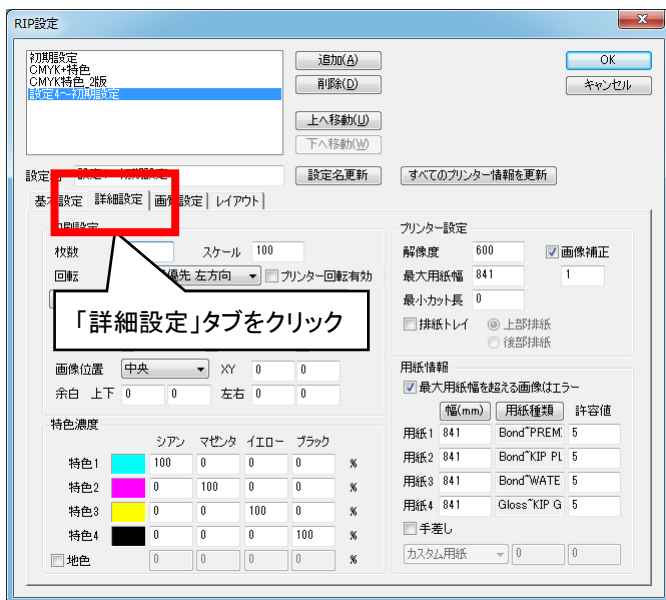 RIP設定
初期設定
CMYK+特色
CMYK特色_2版
設定4～初期設定
追加(A)
削除(D)
上へ移動(U)
下へ移動(W)
OK
キャンセル
設定名更新
すべてのプリンター情報を更新
基本設定 詳細設定 画質設定 レイアウト
枚数 スケール 100
回転 優先 左方向 プリンター回転有効
「詳細設定」タブをクリック
画像位置 中央 XY 0 0
余白 上下 0 0 左右 0 0
特色濃度
シアン マゼンタ イエロー ブラック
特色1 100 0 0 0 %
特色2 0 100 0 0 %
特色3 0 0 100 0 %
特色4 0 0 0 100 %
地色 0 0 0 0 %
プリンター設定
解像度 600 画像補正
最大用紙幅 841 1
最小カット長 0
排紙トレイ 上部排紙
後部排紙
用紙情報
最大用紙幅を超える画像はエラー
幅(mm) 用紙種類 許容値
用紙1 841 Bond~PREM: 5
用紙2 841 Bond~KIP PL 5
用紙3 841 Bond~WATE 5
用紙4 841 Gloss~KIP G 5
手差し
カスタム用紙 0 0